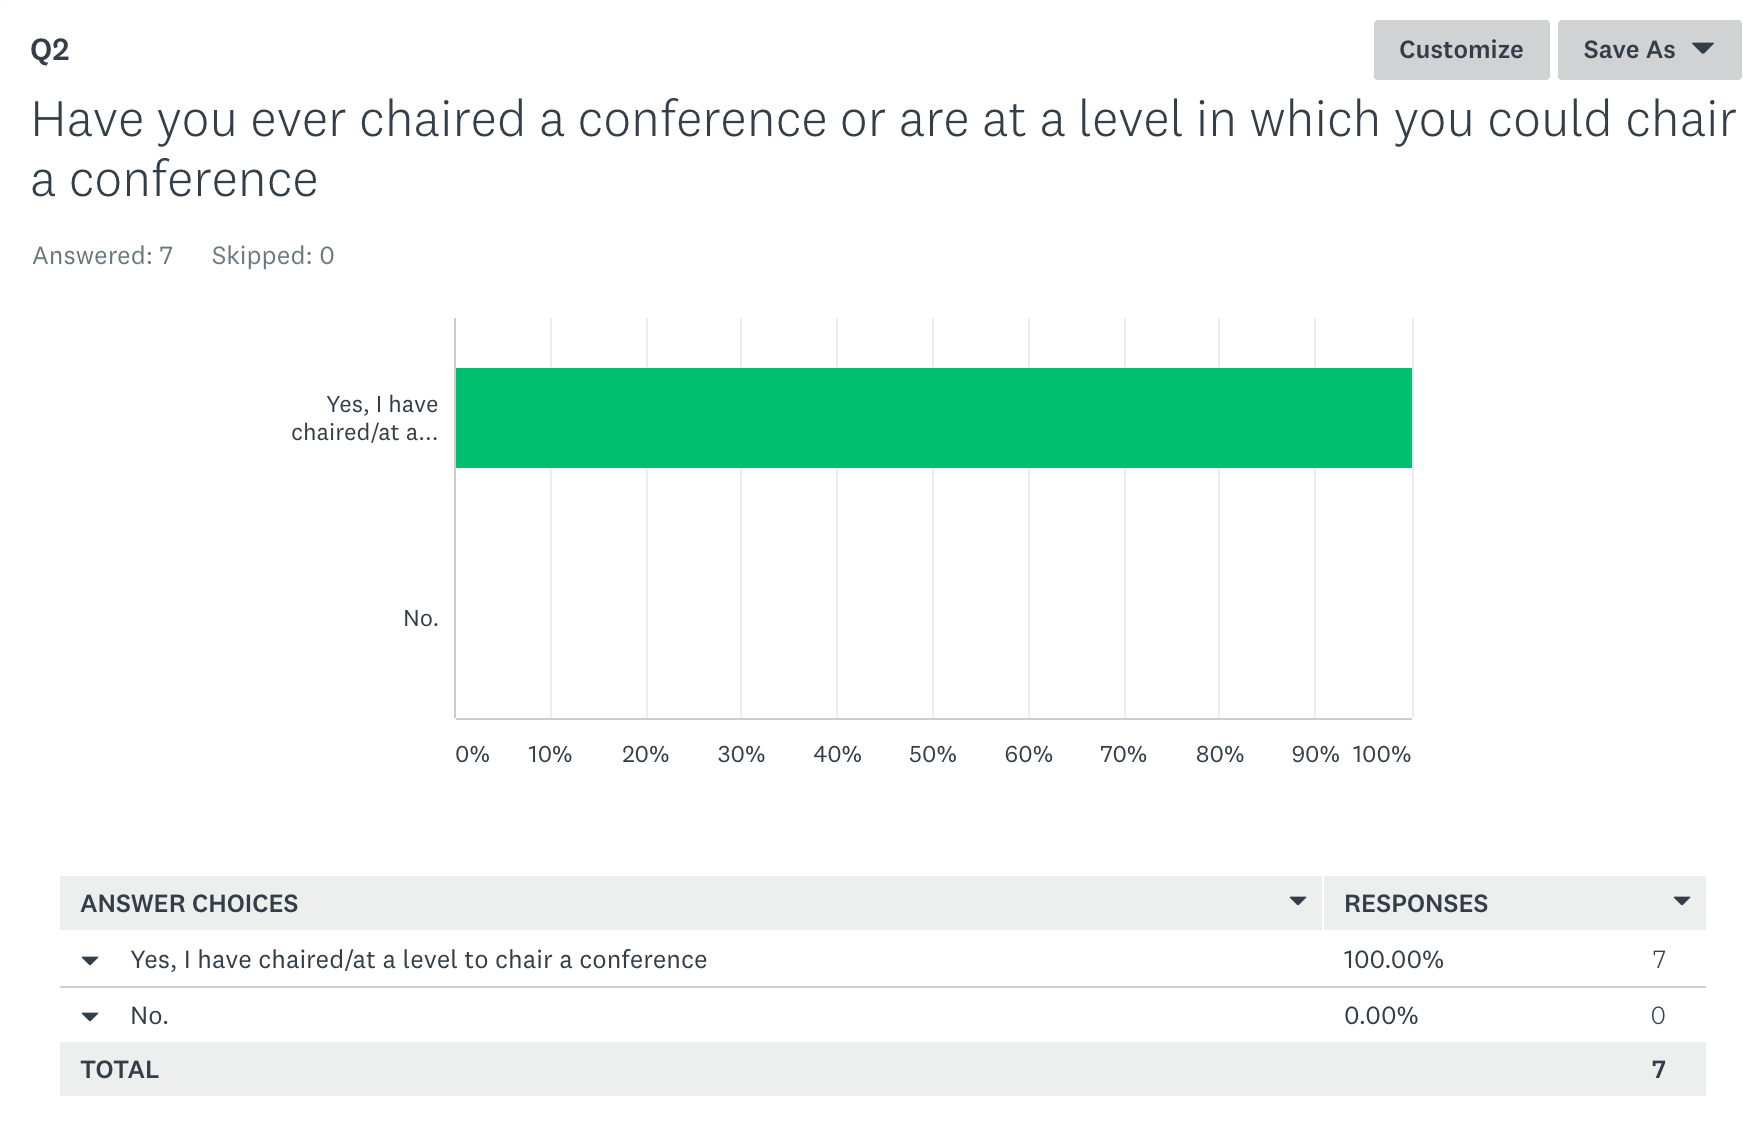 Q2
Customize
Save As
Have you ever chaired a conference or are at a level in which you could chair
a conference
Answered: 7 Skipped: 0
Yes, I have
chaired/at a...
No.
0% 10% 20% 30% 40% 50% 60% 70% 80% 90% 100%
ANSWER CHOICES RESPONSES
Yes, I have chaired/at a level to chair a conference 100.00% 7
No. 0.00% 0
TOTAL 7